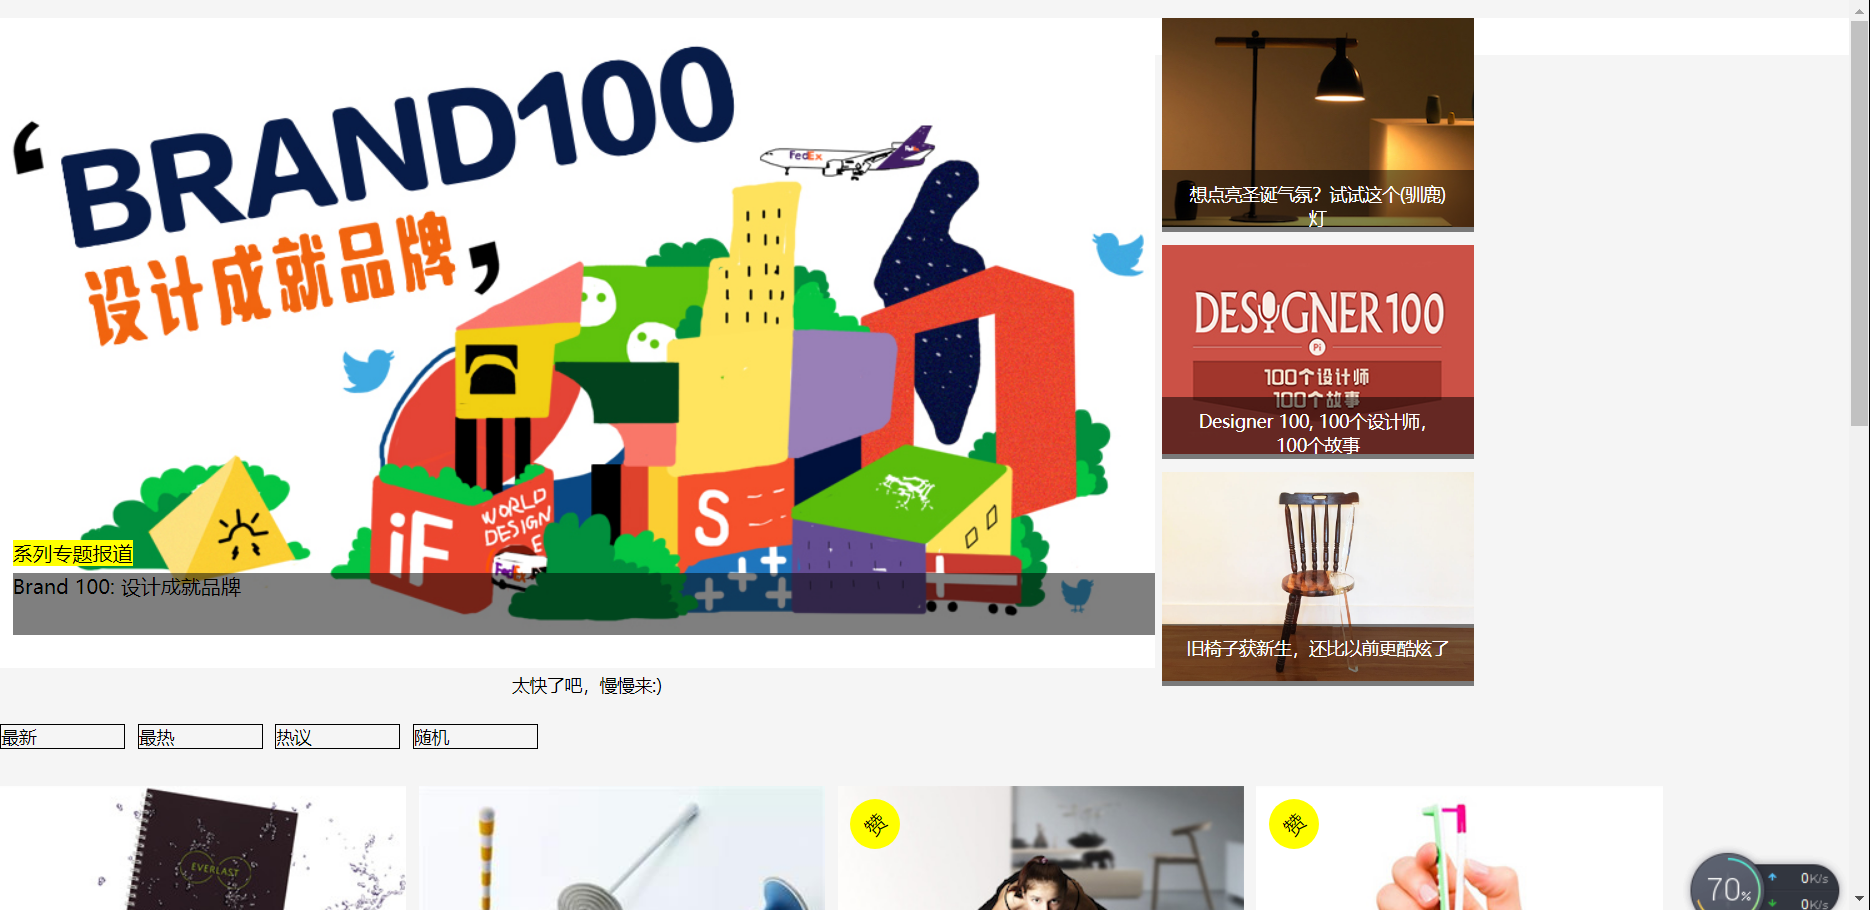 ‘BRAND100
设计成就品牌’
FedEx
FedEx
iF
WORLD
DESIGN
S
FedEx
系列专题报道
Brand 100: 设计成就品牌
想点亮圣诞气氛？试试这个(驯鹿)
灯
DESIGNER100
Pi
100个设计师
100个故事
Designer 100, 100个设计师，
100个故事
旧椅子获新生，还比以前更酷炫了
太快了吧，慢慢来:)
最新
最热
热议
随机
EVERLAST
赞
赞
70%
0K/s
0K/s